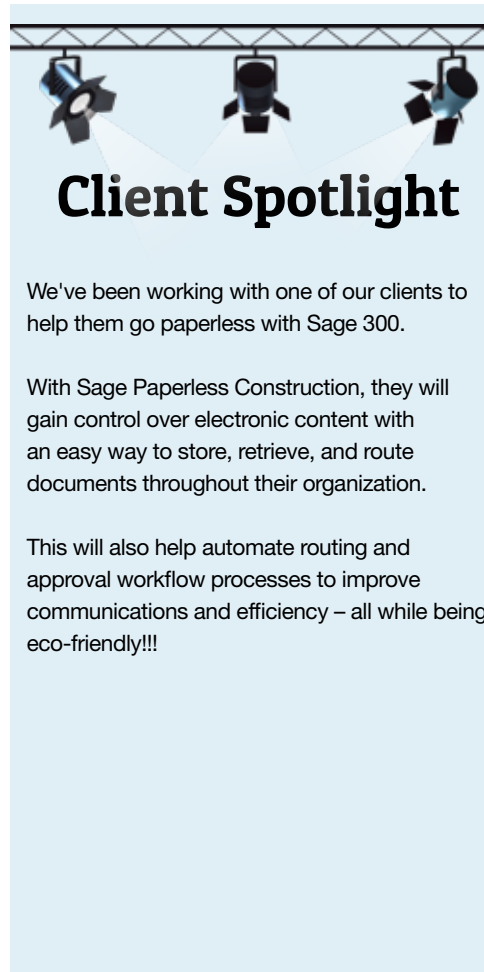 Client Spotlight
We've been working with one of our clients to
help them go paperless with Sage 300.
With Sage Paperless Construction, they will
gain control over electronic content with
an easy way to store, retrieve, and route
documents throughout their organization.
This will also help automate routing and
approval workflow processes to improve
communications and efficiency – all while being
eco-friendly!!!